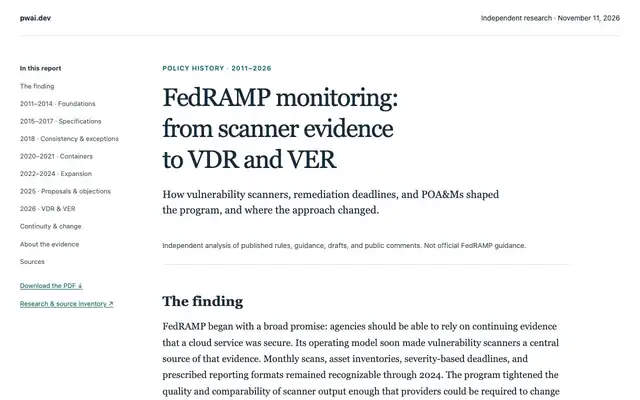 pwai.dev
Independent research · November 11, 2026
In this report
The finding
2011–2014 · Foundations
2015–2017 · Specifications
2018 · Consistency & exceptions
2020–2021 · Containers
2022–2024 · Expansion
2025 · Proposals & objections
2026 · VDR & VER
Continuity & change
About the evidence
Sources
Download the PDF ↓
Research & source inventory ↗
POLICY HISTORY · 2011–2026
FedRAMP monitoring:
from scanner evidence
to VDR and VER
How vulnerability scanners, remediation deadlines, and POA&Ms shaped
the program, and where the approach changed.
Independent analysis of published rules, guidance, drafts, and public comments. Not official FedRAMP guidance.
The finding
FedRAMP began with a broad promise: agencies should be able to rely on continuing evidence
that a cloud service was secure. Its operating model soon made vulnerability scanners a central
source of that evidence. Monthly scans, asset inventories, severity-based deadlines, and
prescribed reporting formats remained recognizable through 2024. The program tightened the
quality and comparability of scanner output enough that providers could be required to change